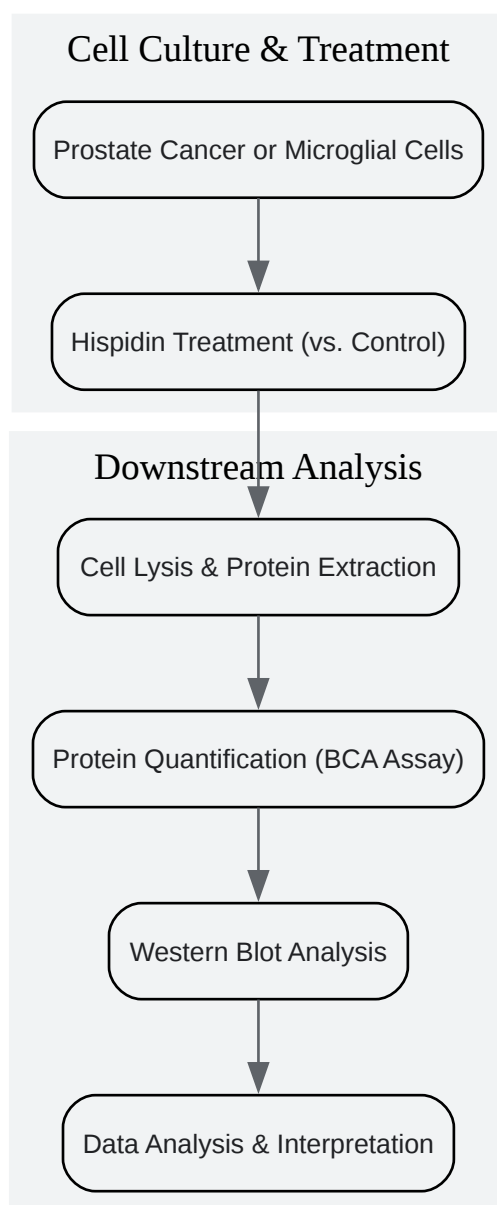 Cell Culture & Treatment
Prostate Cancer or Microglial Cells
Hispidin Treatment (vs. Control)
Downstream Analysis
Cell Lysis & Protein Extraction
Protein Quantification (BCA Assay)
Western Blot Analysis
Data Analysis & Interpretation